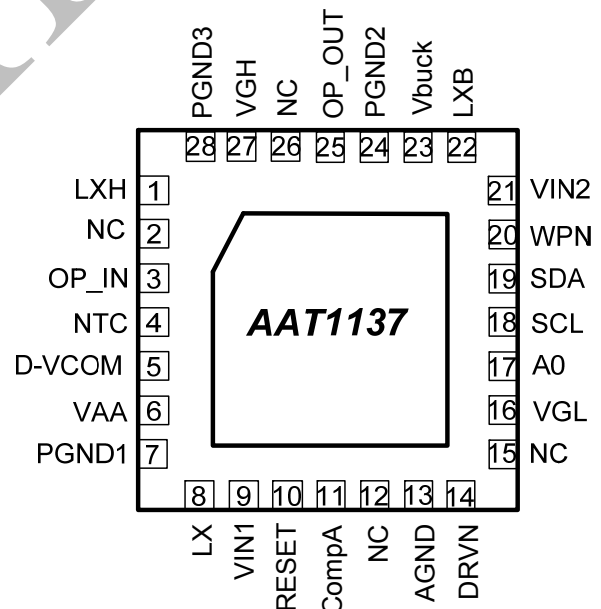 PGND3
VGH
NC
OP_OUT
PGND2
Vbuck
LXB
28 27 26 25 24 23 22
LXH 1
NC 2
OP_IN 3
NTC 4
D-VCOM 5
VAA 6
PGND1 7
AAT1137
21 VIN2
20 WPN
19 SDA
18 SCL
17 A0
16 VGL
15 NC
8 9 10 11 12 13 14
LX
VIN1
RESET
CompA
NC
AGND
DRVN